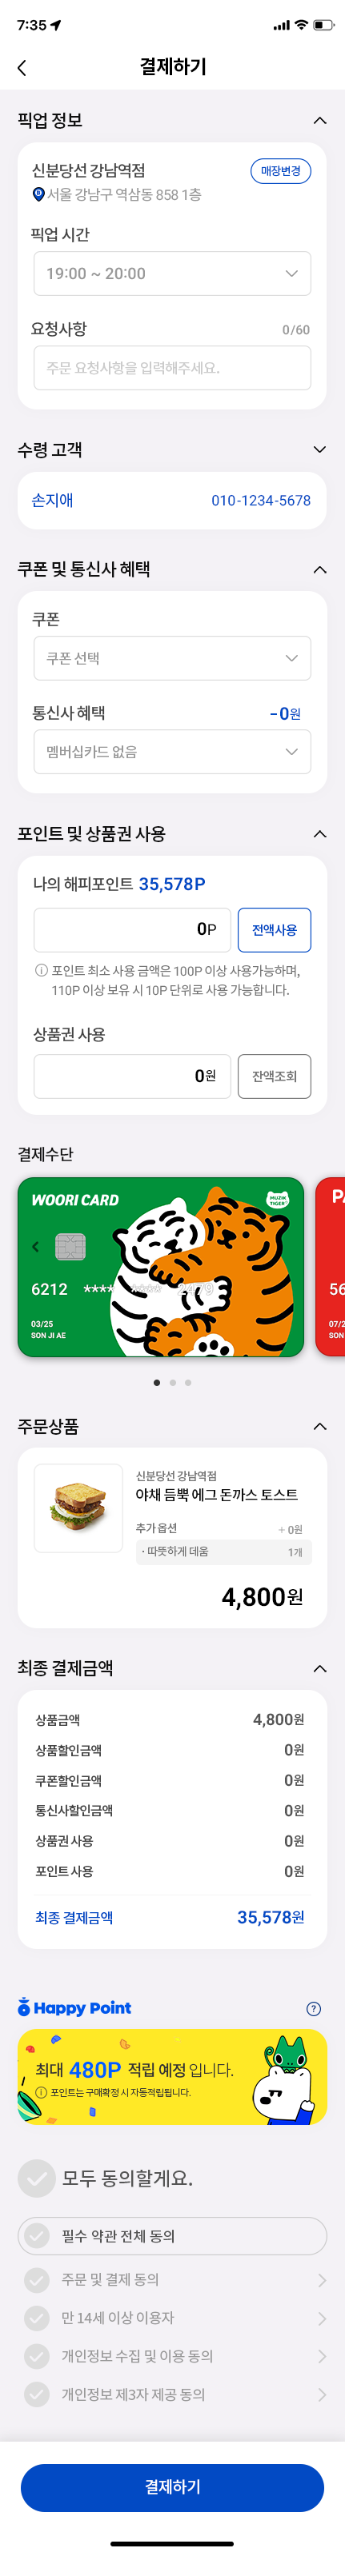 7:35
결제하기
픽업 정보
신분당선 강남역점
매장변경
서울 강남구 역삼동 858 1층
픽업 시간
19:00 ~ 20:00
요청사항 0/60
주문 요청사항을 입력해주세요.
수령 고객
손지애 010-1234-5678
쿠폰 및 통신사 혜택
쿠폰
쿠폰 선택
통신사 혜택 -0원
멤버십카드 없음
포인트 및 상품권 사용
나의 해피포인트 35,578P
0P 전액사용
포인트 최소 사용 금액은 100P 이상 사용가능하며,
110P 이상 보유 시 10P 단위로 사용 가능합니다.
상품권 사용
0원 잔액조회
결제수단
WOORI CARD
MUZIK TIGER
6212 **** ****
03/25
SON JI AE
PA
56
07/2
SON
주문상품
신분당선 강남역점
야채 듬뿍 에그 돈까스 토스트
추가 옵션 + 0원
· 따뜻하게 데움 1개
4,800원
최종 결제금액
상품금액 4,800원
상품할인금액 0원
쿠폰할인금액 0원
통신사할인금액 0원
상품권 사용 0원
포인트 사용 0원
최종 결제금액 35,578원
Happy Point ?
최대 480P 적립 예정 입니다.
포인트는 구매확정 시 자동적립됩니다.
모두 동의할게요.
필수 약관 전체 동의
주문 및 결제 동의
만 14세 이상 이용자
개인정보 수집 및 이용 동의
개인정보 제3자 제공 동의
결제하기